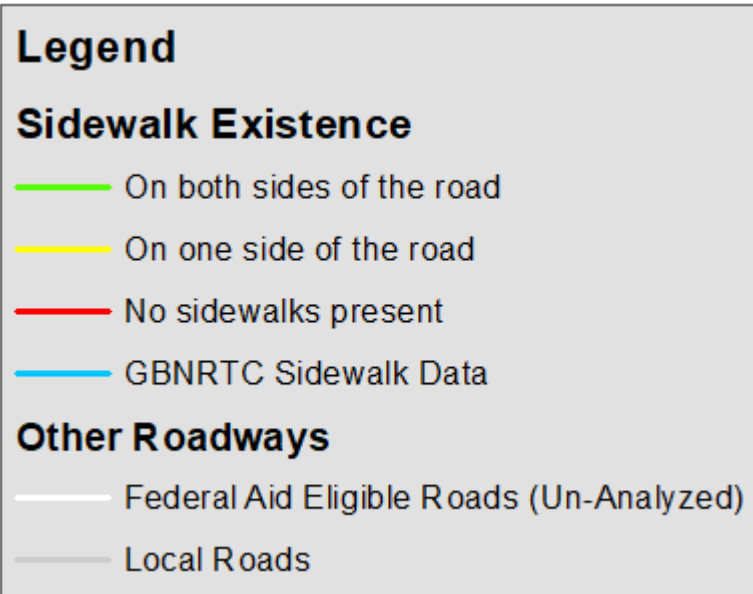 Legend
Sidewalk Existence
On both sides of the road
On one side of the road
No sidewalks present
GBNRTC Sidewalk Data
Other Roadways
Federal Aid Eligible Roads (Un-Analyzed)
Local Roads